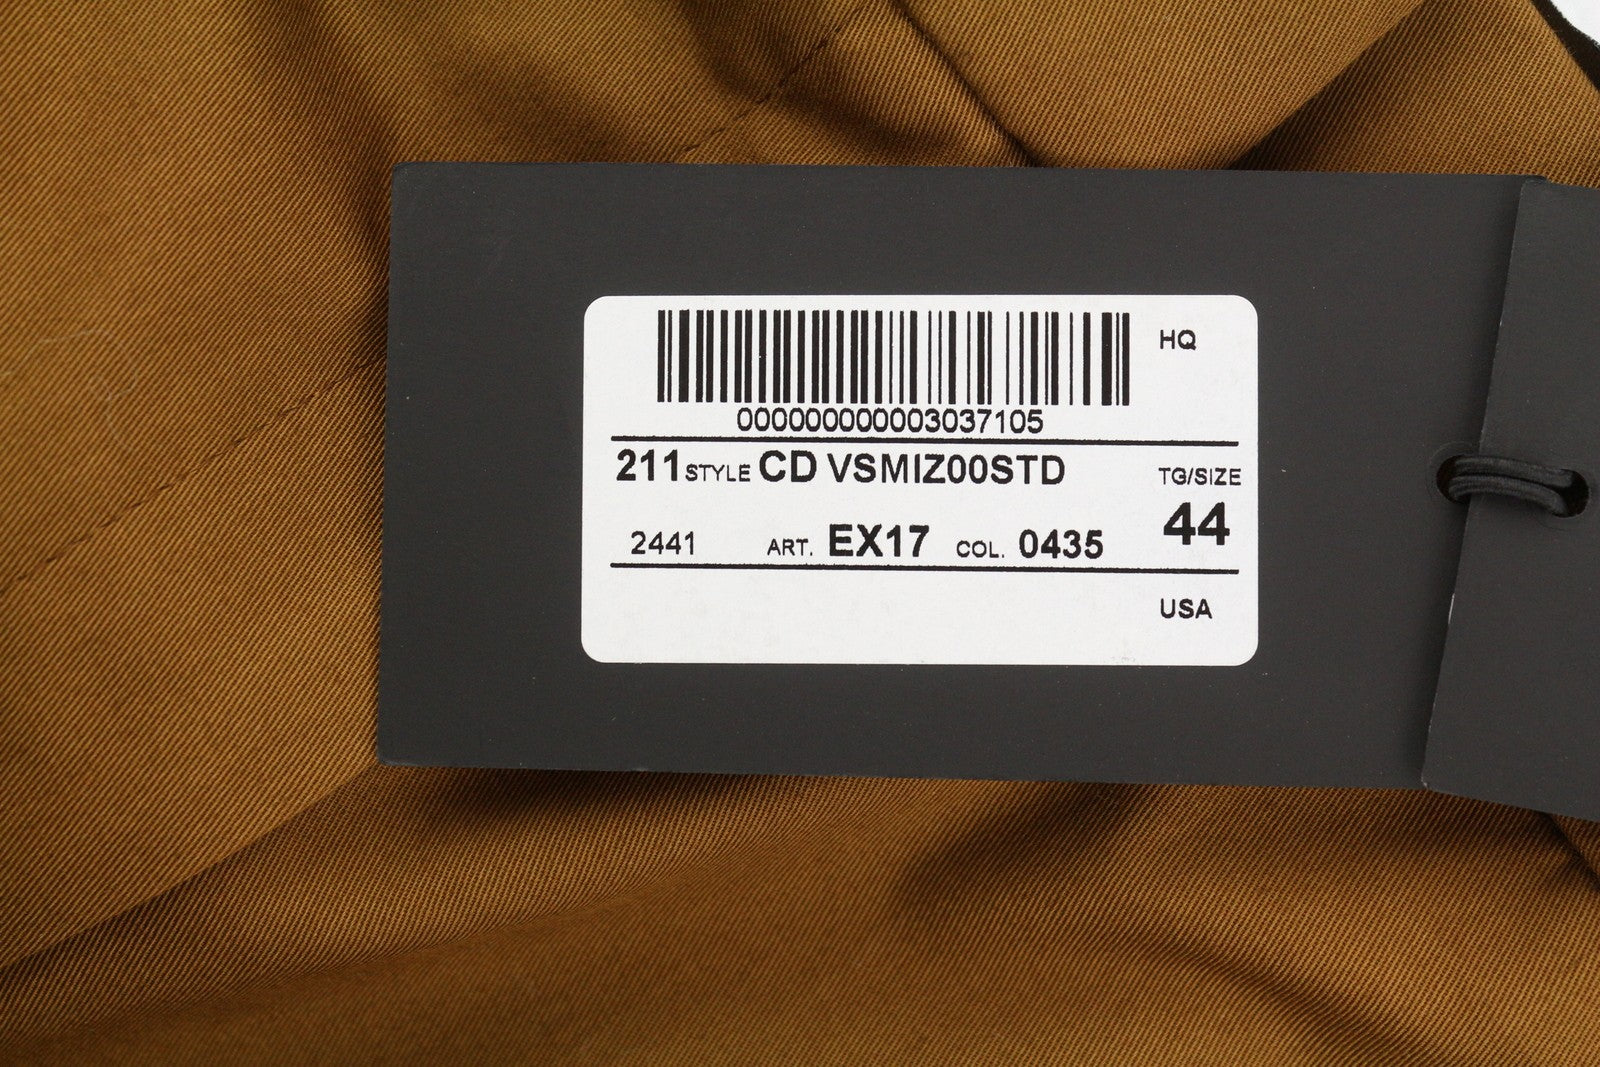 HQ
000000000003037105
211 STYLE CD VSMIZ00STD TG/SIZE
2441 ART. EX17 COL. 0435 44
USA